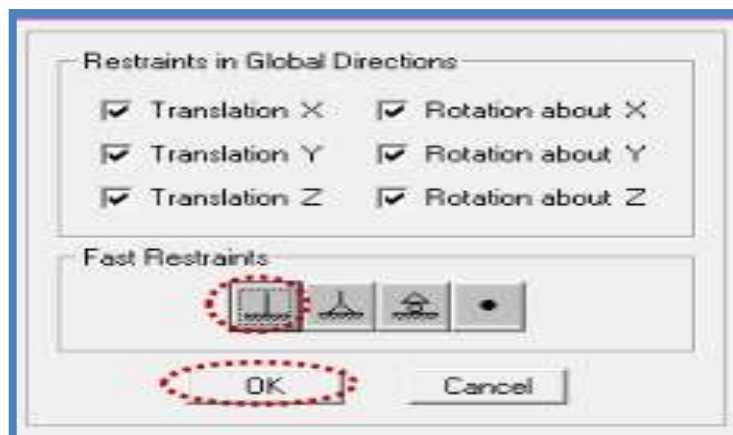 Restraints in Global Directions
Translation X Rotation about X
Translation Y Rotation about Y
Translation Z Rotation about Z
Fast Restraints
OK Cancel